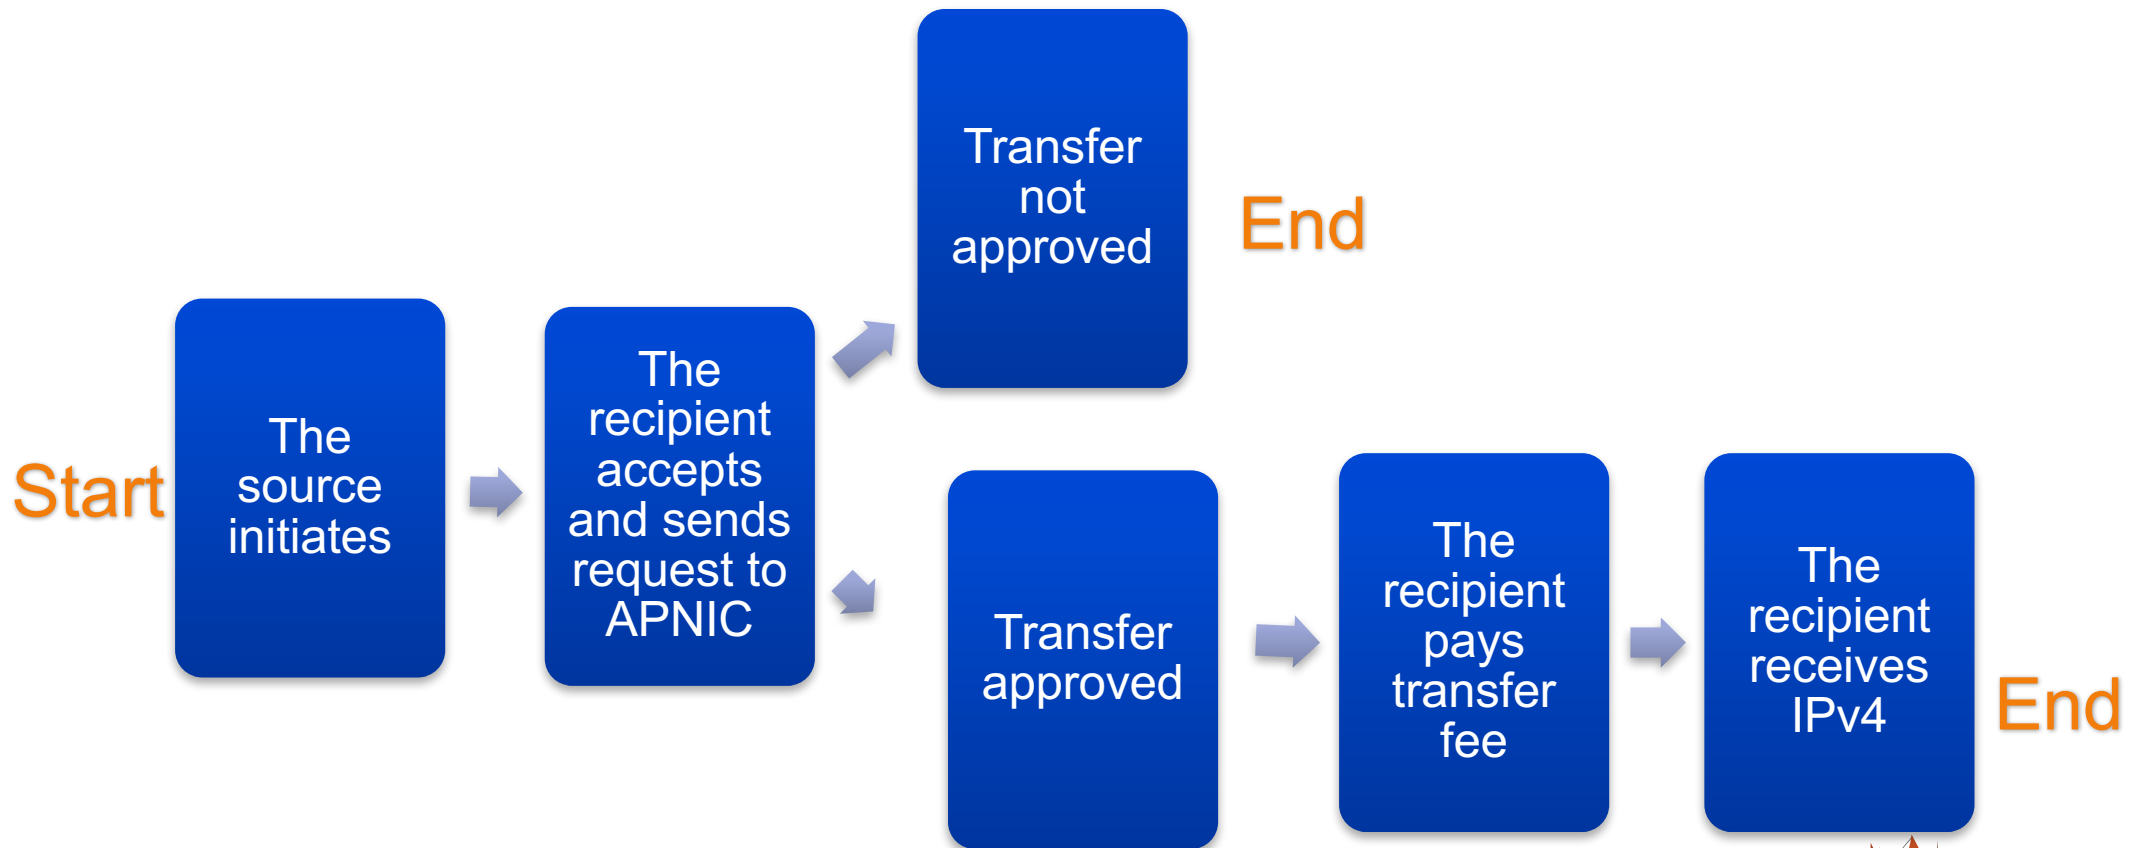 Start
The
source
initiates
The
recipient
accepts
and sends
request to
APNIC
Transfer
not
approved
End
Transfer
approved
The
recipient
pays
transfer
fee
The
recipient
receives
IPv4
End